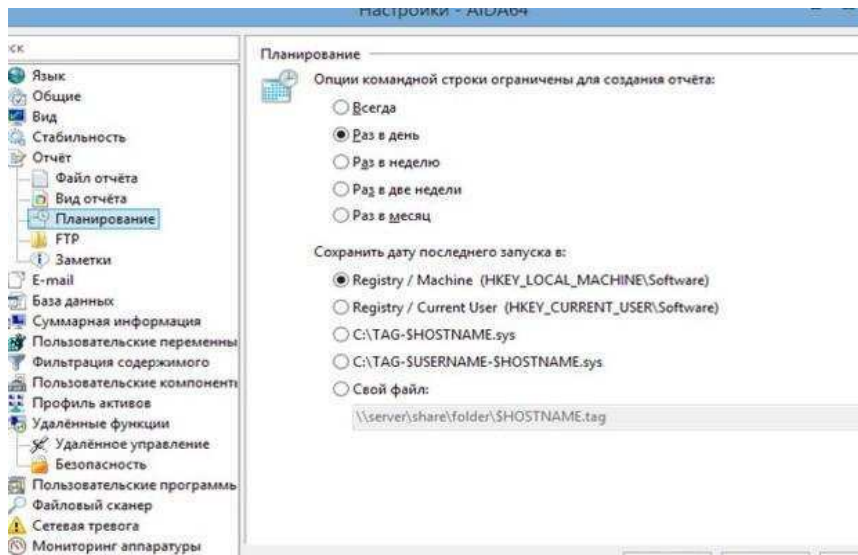 Настройки - AIDA64
ск
Язык
Общие
Вид
Стабильность
Отчёт
Файл отчёта
Вид отчёта
Планирование
FTP
Заметки
E-mail
База данных
Суммарная информация
Пользовательские переменны
Фильтрация содержимого
Пользовательские компонент
Профиль активов
Удалённые функции
Удалённое управление
Безопасность
Пользовательские программы
Файловый сканер
Сетевая тревога
Мониторинг аппаратуры
Планирование
Опции командной строки ограничены для создания отчёта:
Всегда
Раз в день
Раз в неделю
Раз в две недели
Раз в месяц
Сохранить дату последнего запуска в:
Registry / Machine (HKEY_LOCAL_MACHINE\Software)
Registry / Current User (HKEY_CURRENT_USER\Software)
C:\TAG-$HOSTNAME.sys
C:\TAG-$USERNAME-$HOSTNAME.sys
Свой файл:
\\server\share\folder\$HOSTNAME.tag